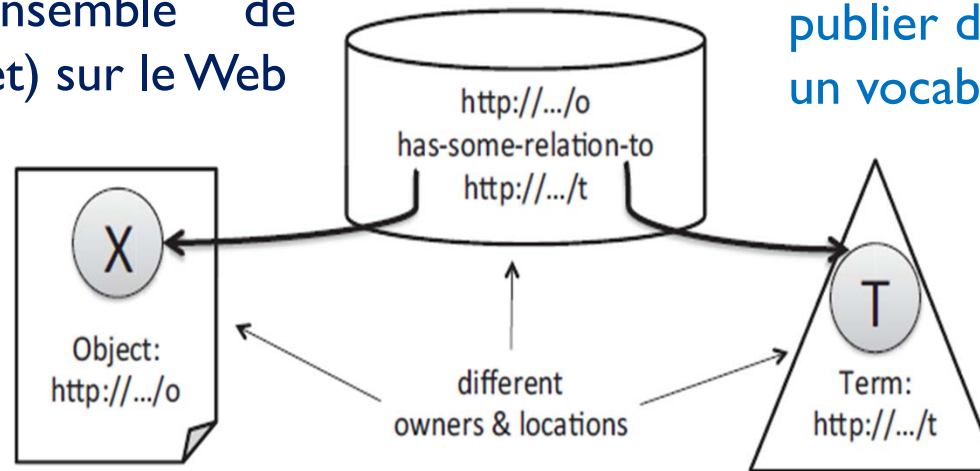 ensemble de
et) sur le Web
publier d
un vocab
http://.../o
has-some-relation-to
http://.../t
X
Object:
http://.../o
T
Term:
http://.../t
different
owners & locations